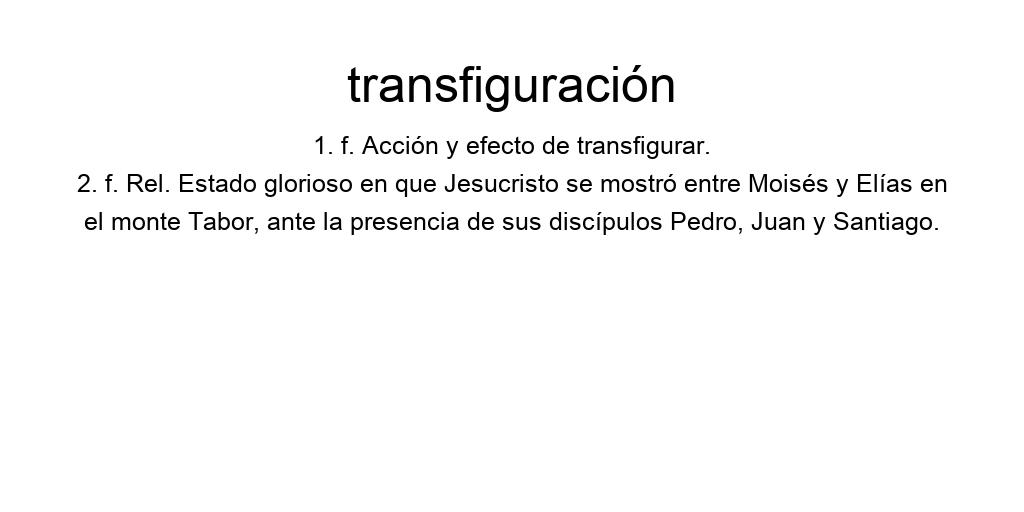 transfiguración
1. f. Acción y efecto de transfigurar.
2. f. Rel. Estado glorioso en que Jesucristo se mostró entre Moisés y Elías en
el monte Tabor, ante la presencia de sus discípulos Pedro, Juan y Santiago.